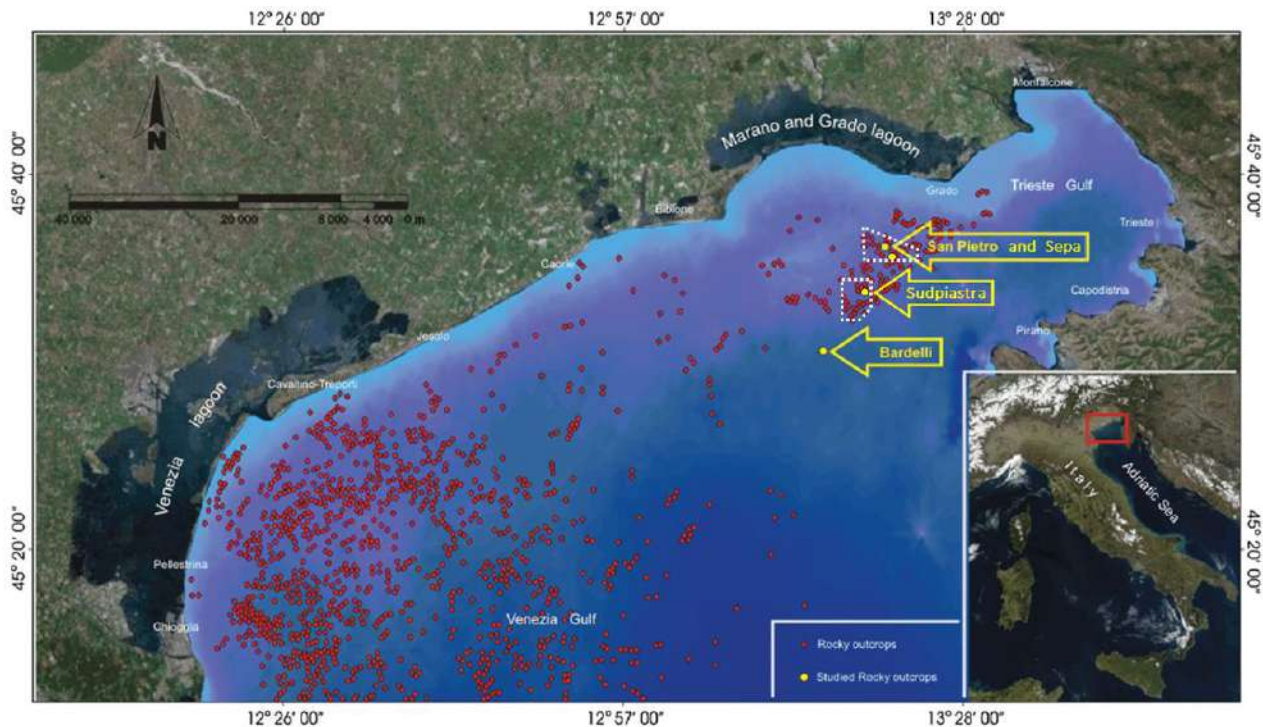 12° 26' 00"
12° 57' 00"
13° 28' 00"
Monfalcone
N
Marano and Grado lagoon
45° 40' 00"
45° 40' 00"
Grado
Trieste Gulf
40 000
20 000
8 000
4 000
0 m
Bibione
Trieste
San Pietro and Sepa
Caorle
Sudpiastra
Capodistria
Jesolo
Pirano
Bardelli
Cavallino-Treporti
Venezia
lagoon
Italy
Adriatic Sea
45° 20' 00"
45° 20' 00"
Pellestrina
Venezia Gulf
Chioggia
Rocky outcrops
Studied Rocky outcrops
12° 26' 00"
12° 57' 00"
13° 28' 00"